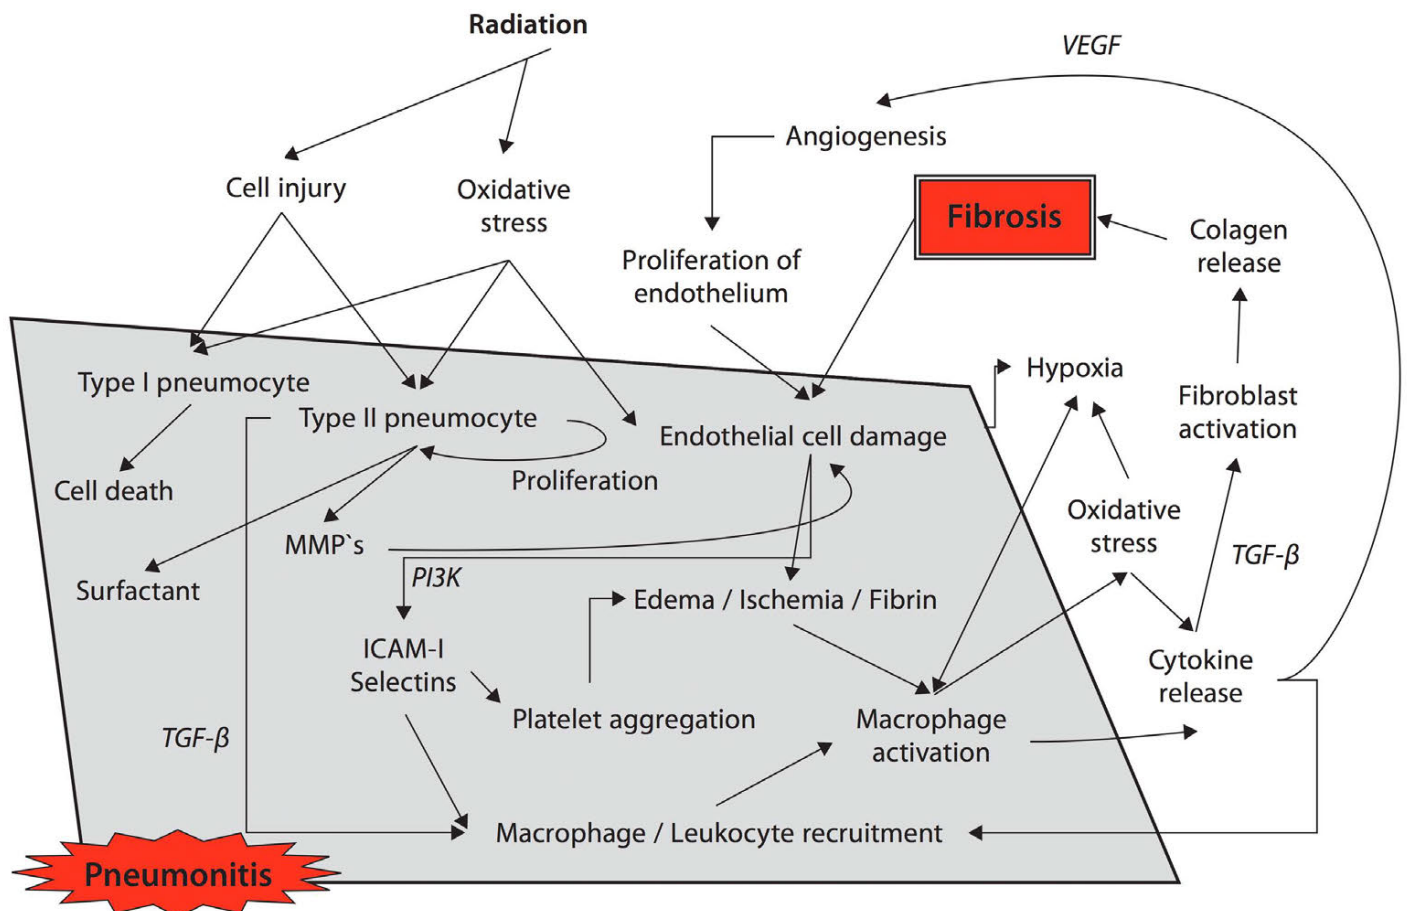 Radiation
VEGF
Angiogenesis
Cell injury
Oxidative
stress
Fibrosis
Colagen
release
Proliferation of
endothelium
Type I pneumocyte
Hypoxia
Type II pneumocyte
Fibroblast
activation
Endothelial cell damage
Cell death
Proliferation
MMP`s
Oxidative
stress
Surfactant
PI3K
TGF-β
Edema / Ischemia / Fibrin
ICAM-I
Selectins
Cytokine
release
Platelet aggregation
Macrophage
activation
TGF-β
Macrophage / Leukocyte recruitment
Pneumonitis